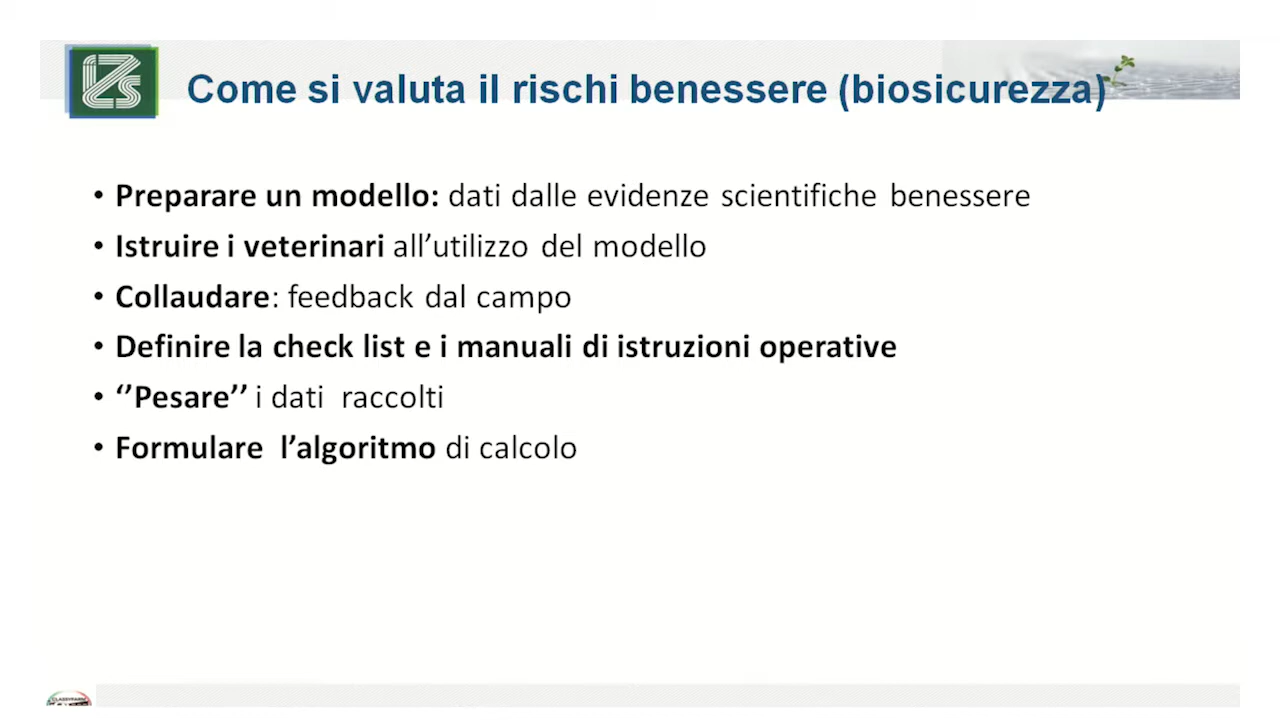 Come si valuta il rischi benessere (biosicurezza)
• Preparare un modello: dati dalle evidenze scientifiche benessere
• Istruire i veterinari all’utilizzo del modello
• Collaudare: feedback dal campo
• Definire la check list e i manuali di istruzioni operative
• ‘’Pesare’’ i dati raccolti
• Formulare l’algoritmo di calcolo
CLASSYFARM